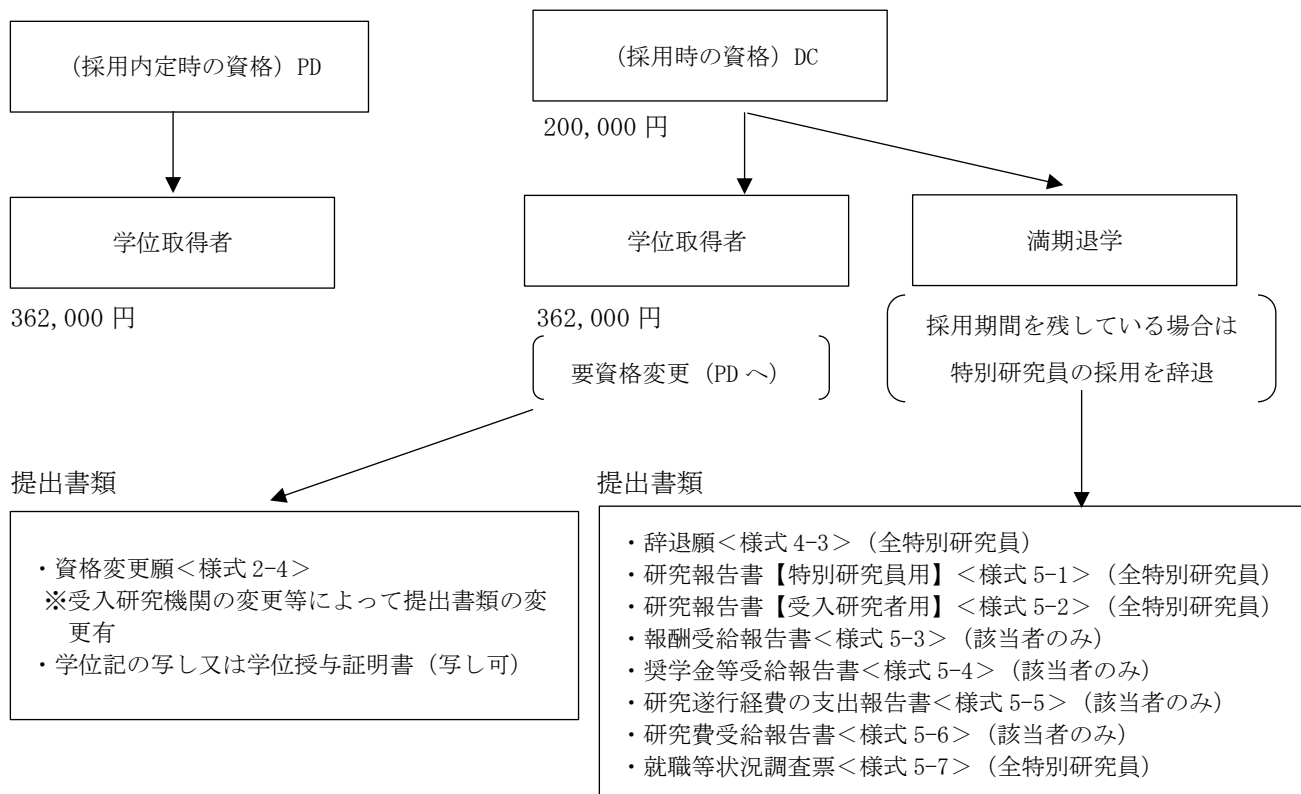 (採用内定時の資格) PD
(採用時の資格) DC
200,000 円
学位取得者
学位取得者
満期退学
362,000 円
362,000 円
要資格変更 (PD へ)
採用期間を残している場合は
特別研究員の採用を辞退
提出書類
・資格変更願＜様式 2-4＞
※受入研究機関の変更等によって提出書類の変
更有
・学位記の写し又は学位授与証明書（写し可）
提出書類
・辞退願＜様式 4-3＞（全特別研究員）
・研究報告書【特別研究員用】＜様式 5-1＞（全特別研究員）
・研究報告書【受入研究者用】＜様式 5-2＞（全特別研究員）
・報酬受給報告書＜様式 5-3＞（該当者のみ）
・奨学金等受給報告書＜様式 5-4＞（該当者のみ）
・研究遂行経費の支出報告書＜様式 5-5＞（該当者のみ）
・研究費受給報告書＜様式 5-6＞（該当者のみ）
・就職等状況調査票＜様式 5-7＞（全特別研究員）